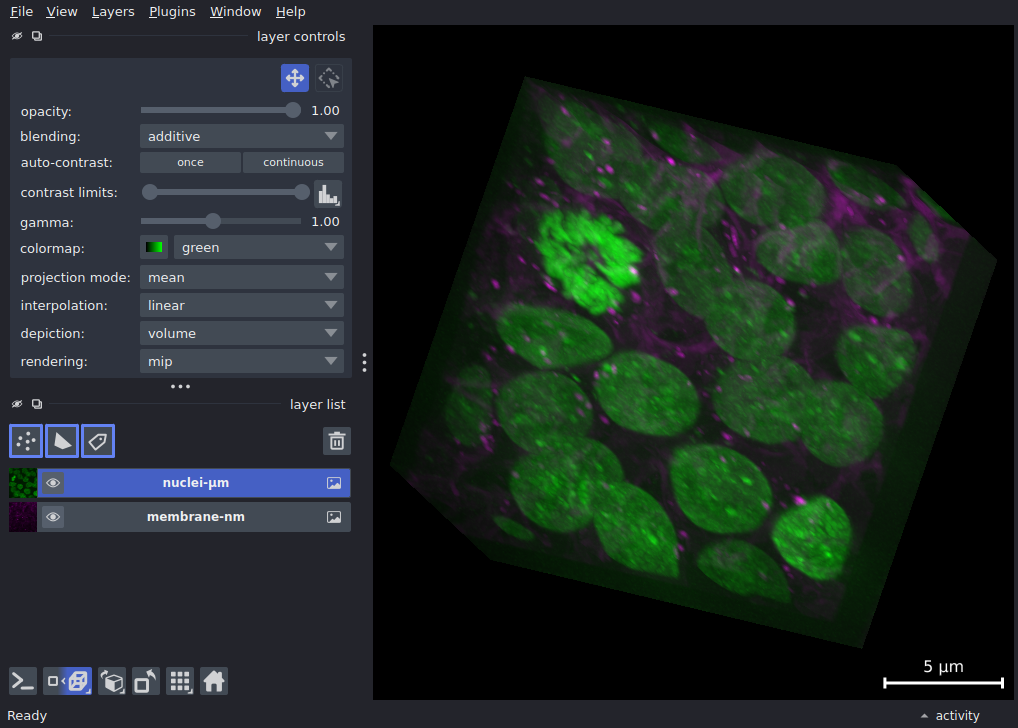 File View Layers Plugins Window Help
layer controls
opacity: 1.00
blending: additive
auto-contrast: once continuous
contrast limits:
gamma: 1.00
colormap: green
projection mode: mean
interpolation: linear
depiction: volume
rendering: mip
layer list
nuclei-μm
membrane-nm
5 μm
Ready activity